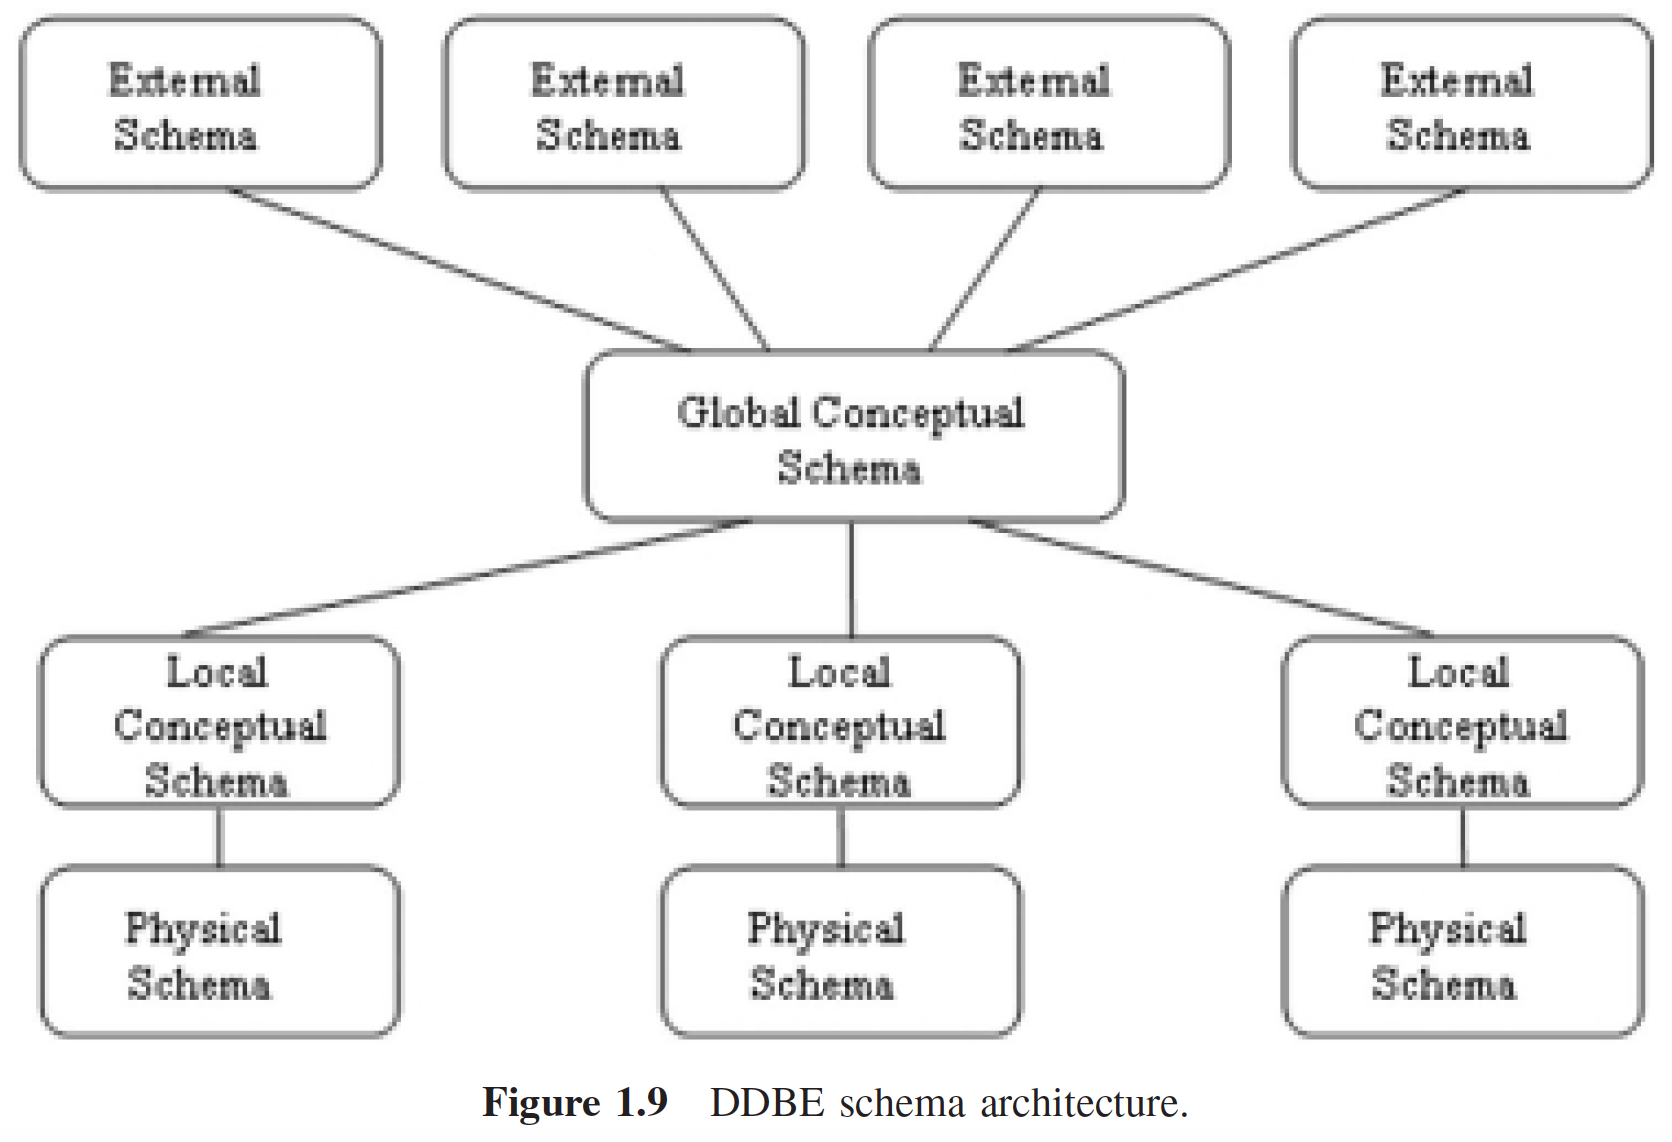 External
Schema
External
Schema
External
Schema
External
Schema
Global Conceptual
Schema
Local
Conceptual
Schema
Local
Conceptual
Schema
Local
Conceptual
Schema
Physical
Schema
Physical
Schema
Physical
Schema
Figure 1.9 DDBE schema architecture.